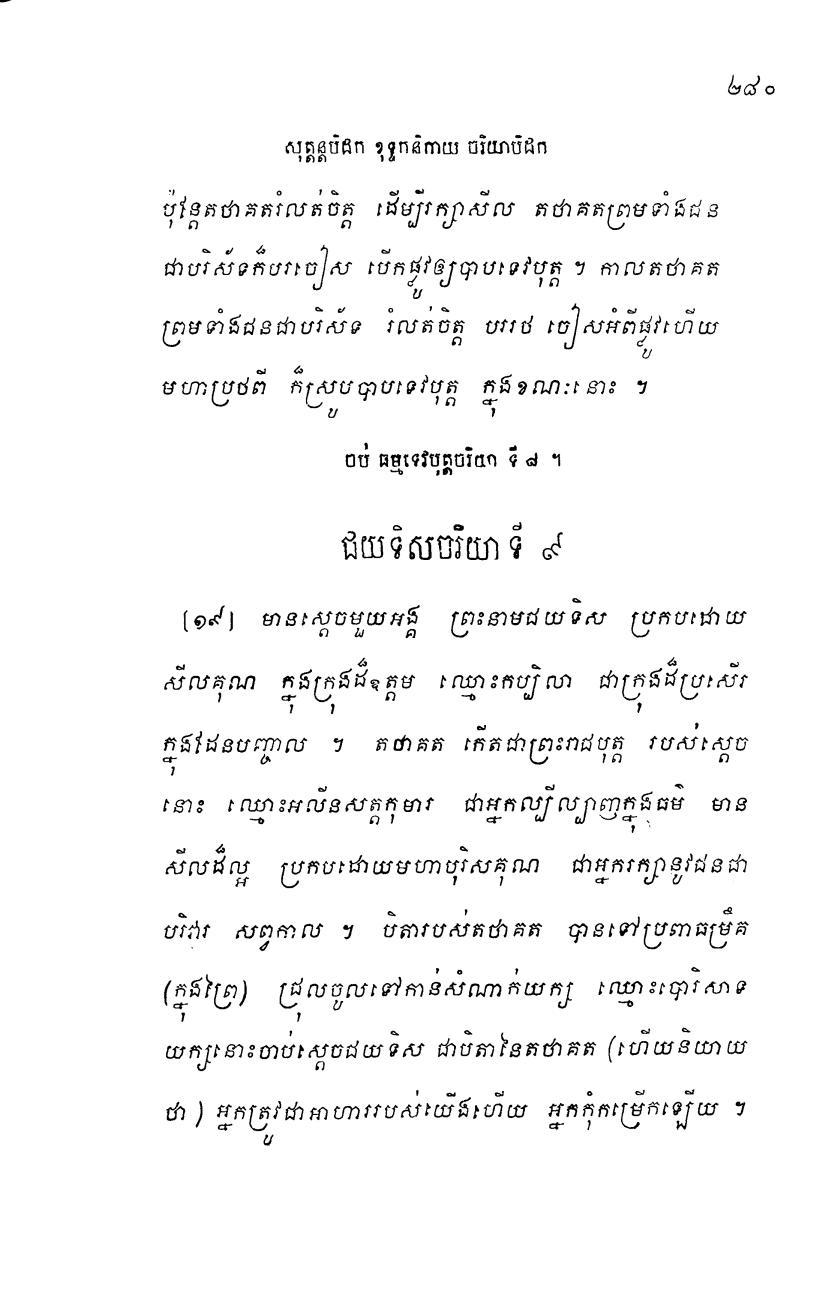 ២៨០
សុត្តន្តបិដក ខុទ្ទកនិកាយ ចរិយាបិដក
ប៉ុន្តែតថាគតរំលត់ចិត្ត ដើម្បីរក្សាសីល តថាគតព្រមទាំងជន
ជាបរិស័ទក៏បរចៀស បើកផ្លូវឲ្យបាបទេវបុត្ត ។ កាលតថាគត
ព្រមទាំងជនជាបរិស័ទ រំលត់ចិត្ត បររថ ចៀសអំពីផ្លូវហើយ
មហាប្រថពី ក៏ស្រូបបាបទេវបុត្ត ក្នុងខណៈនោះ ។
ចប់ ធម្មទេវបុត្តចរិយា ទី ៨ ។
ជយទិសចរិយា ទី ៩
[១៩] មានស្តេចមួយអង្គ ព្រះនាមជយទិស ប្រកបដោយ
សីលគុណ ក្នុងក្រុងដ៏ឧត្តម ឈ្មោះកប្បិលា ជាក្រុងដ៏ប្រសើរ
ក្នុងដែនបញ្ចាល ។ តថាគត កើតជាព្រះរាជបុត្ត របស់ស្តេច
នោះ ឈ្មោះអលីនសត្តកុមារ ជាអ្នកល្បីល្បាញក្នុងធម៌ មាន
សីលដ៏ល្អ ប្រកបដោយមហាបុរិសគុណ ជាអ្នករក្សានូវជនជា
បរិវារ សព្វកាល ។ បិតារបស់តថាគត បានទៅប្រពាធម្រឹគ
(ក្នុងព្រៃ) ជ្រុលចូលទៅកាន់សំណាក់យក្ស ឈ្មោះបោរិសាទ
យក្សនោះចាប់ស្តេចជយទិស ជាបិតានៃតថាគត (ហើយនិយាយ
ថា ) អ្នកត្រូវជាអាហាររបស់យើងហើយ អ្នកកុំកម្រើកឡើយ ។